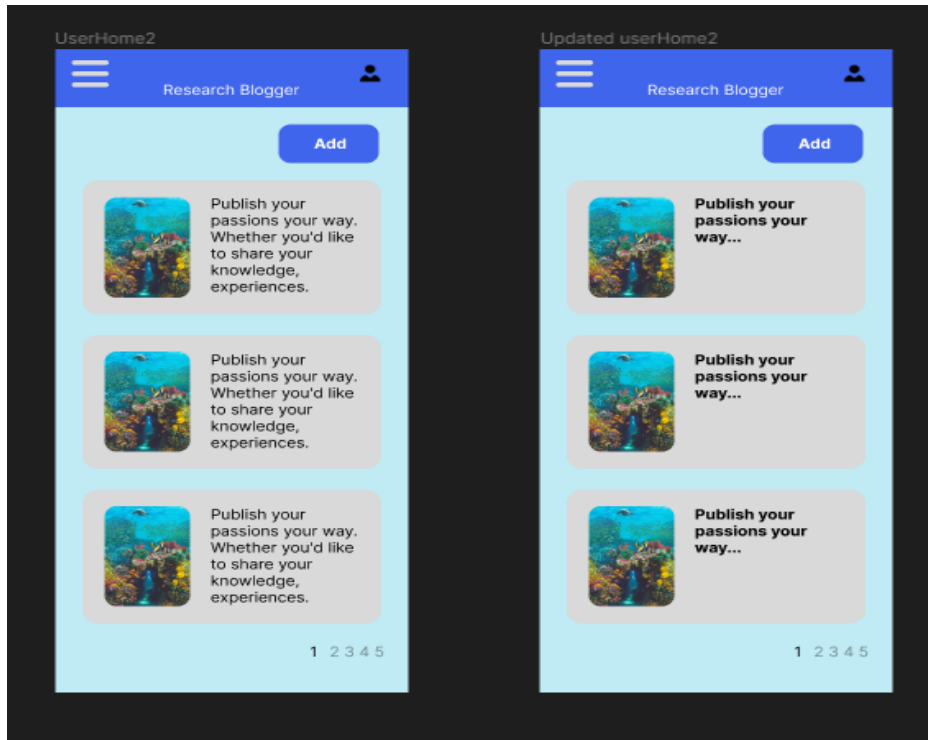 UserHome2
Research Blogger
Add
Publish your
passions your way.
Whether you'd like
to share your
knowledge,
experiences.
Publish your
passions your way.
Whether you'd like
to share your
knowledge,
experiences.
Publish your
passions your way.
Whether you'd like
to share your
knowledge,
experiences.
1 2 3 4 5
Updated userHome2
Research Blogger
Add
Publish your
passions your
way...
Publish your
passions your
way...
Publish your
passions your
way...
1 2 3 4 5